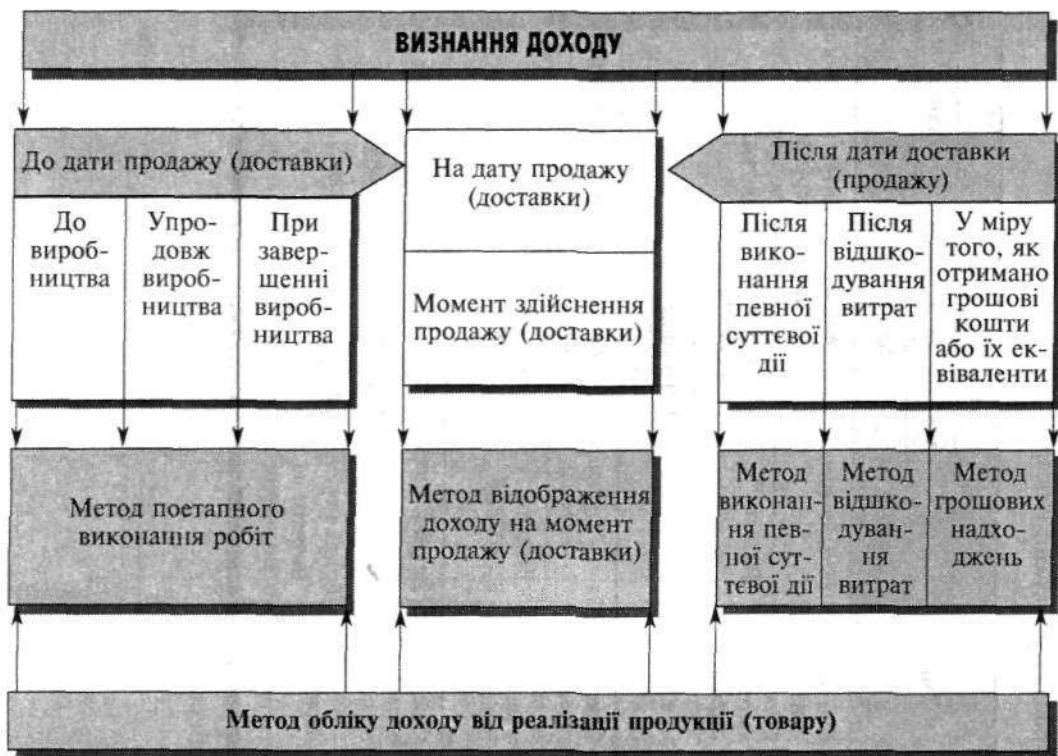 ВИЗНАННЯ ДОХОДУ
До дати продажу (доставки)
До
вироб-
ництва
Упро-
довж
вироб-
ництва
При
завер-
шенні
вироб-
ництва
На дату продажу
(доставки)
Момент здійснення
продажу (доставки)
Після дати доставки
(продажу)
Після
вико-
нання
певної
суттєвої
дії
Після
відшко-
дування
витрат
У міру
того, як
отримано
грошові
кошти
або їх ек-
віваленти
Метод поетапного
виконання робіт
Метод відображення
доходу на момент
продажу (доставки)
Метод
виконан-
ня пев-
ної сут-
тєвої дії
Метод
відшко-
дуван-
ня
витрат
Метод
грошових
надхо-
джень
Метод обліку доходу від реалізації продукції (товару)